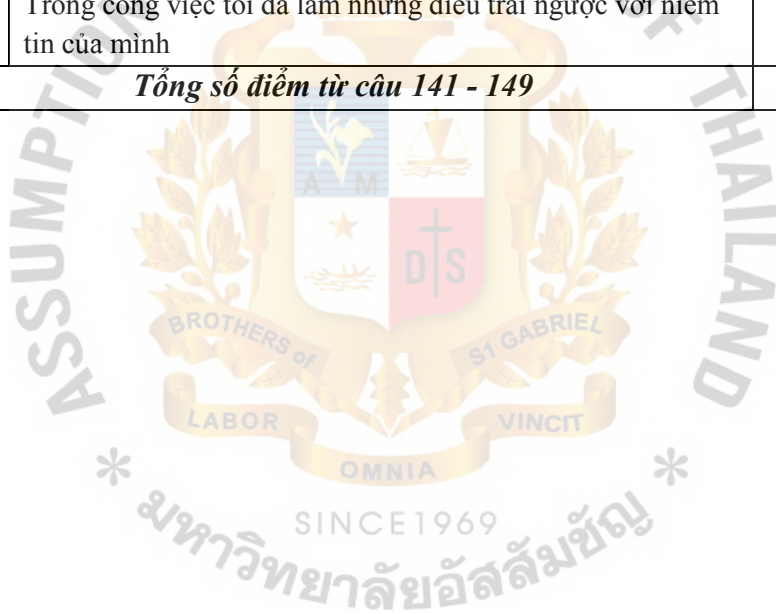 Trong công việc tôi đã làm những điều trái ngược với niềm
tin của mình
Tổng số điểm từ câu 141 - 149
ASSUMPTION
OF THAILAND
A M
D S
BROTHERS of
S1 GABRIEL
LABOR
VINCIT
OMNIA
SINCE1969
* มหาวิทยาลัยอัสสัมชัญ *